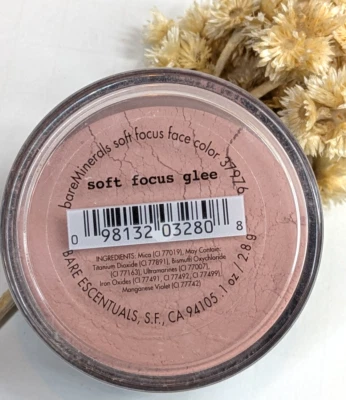 bareMinerals soft focus face color 37976
soft focus glee
0 98132 03280 8
INGREDIENTS: Mica (CI 77019), May Contain:
Titanium Dioxide (CI 77891), Bismuth Oxychloride
(CI 77163), Ultramarines (CI 77007),
Iron Oxides (CI 77491, CI 77492, CI 77499),
Manganese Violet (CI 77742)
BARE ESCENTUALS, S.F., CA 94105 .1 oz / 2.8 g